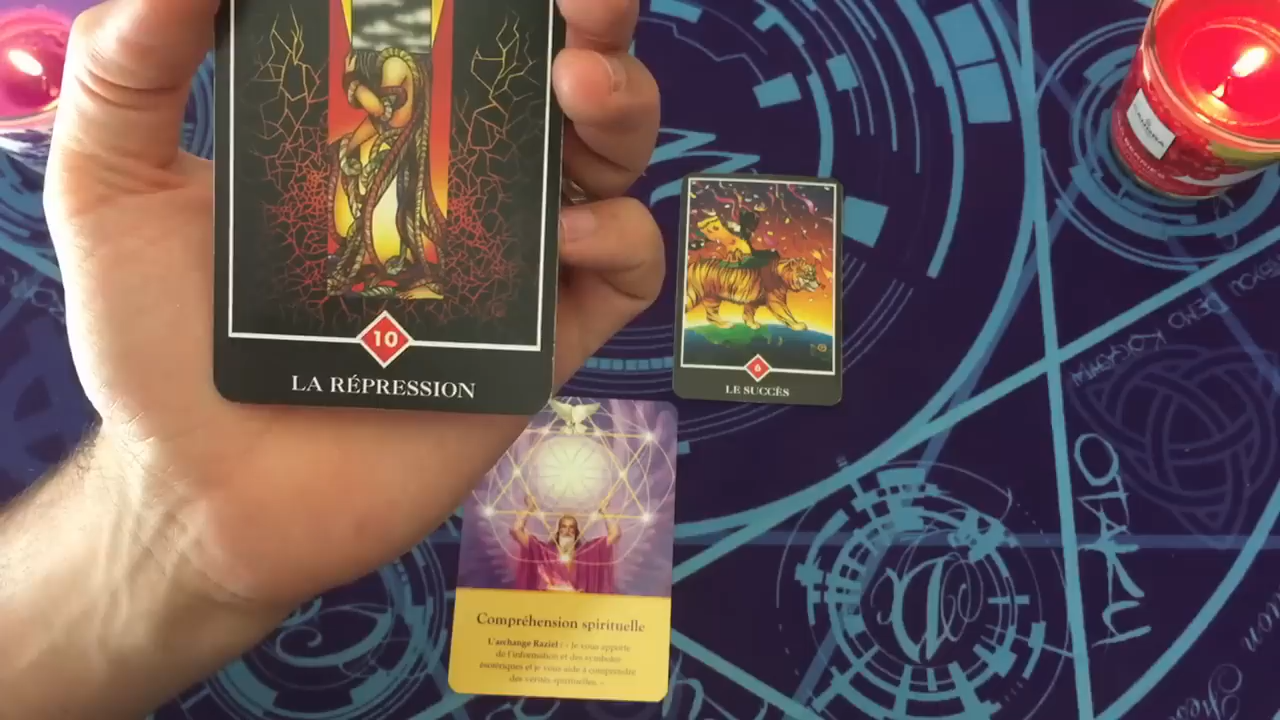 10
LA RÉPRESSION
6
LE SUCCÈS
Compréhension spirituelle
L'archange Raziel : « Je vous apporte
de l'information et des symboles
ésotériques et je vous aide à comprendre
des vérités spirituelles. »
OTAKU